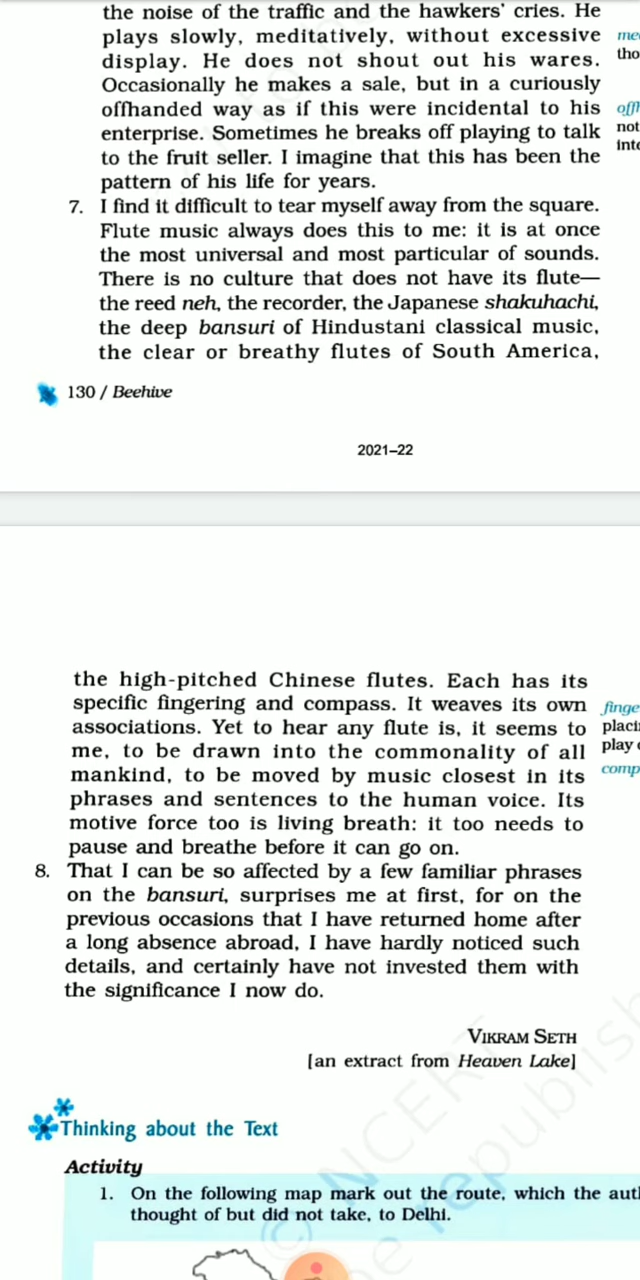 the noise of the traffic and the hawkers' cries. He
plays slowly, meditatively, without excessive
display. He does not shout out his wares.
Occasionally he makes a sale, but in a curiously
offhanded way as if this were incidental to his
enterprise. Sometimes he breaks off playing to talk
to the fruit seller. I imagine that this has been the
pattern of his life for years.
7. I find it difficult to tear myself away from the square.
Flute music always does this to me: it is at once
the most universal and most particular of sounds.
There is no culture that does not have its flute—
the reed neh, the recorder, the Japanese shakuhachi,
the deep bansuri of Hindustani classical music,
the clear or breathy flutes of South America,
130 / Beehive
2021–22
the high-pitched Chinese flutes. Each has its
specific fingering and compass. It weaves its own
associations. Yet to hear any flute is, it seems to
me, to be drawn into the commonality of all
mankind, to be moved by music closest in its
phrases and sentences to the human voice. Its
motive force too is living breath: it too needs to
pause and breathe before it can go on.
8. That I can be so affected by a few familiar phrases
on the bansuri, surprises me at first, for on the
previous occasions that I have returned home after
a long absence abroad, I have hardly noticed such
details, and certainly have not invested them with
the significance I now do.
VIKRAM SETH
[an extract from Heaven Lake]
Thinking about the Text
Activity
1. On the following map mark out the route, which the
thought of but did not take, to Delhi.
© NCERT